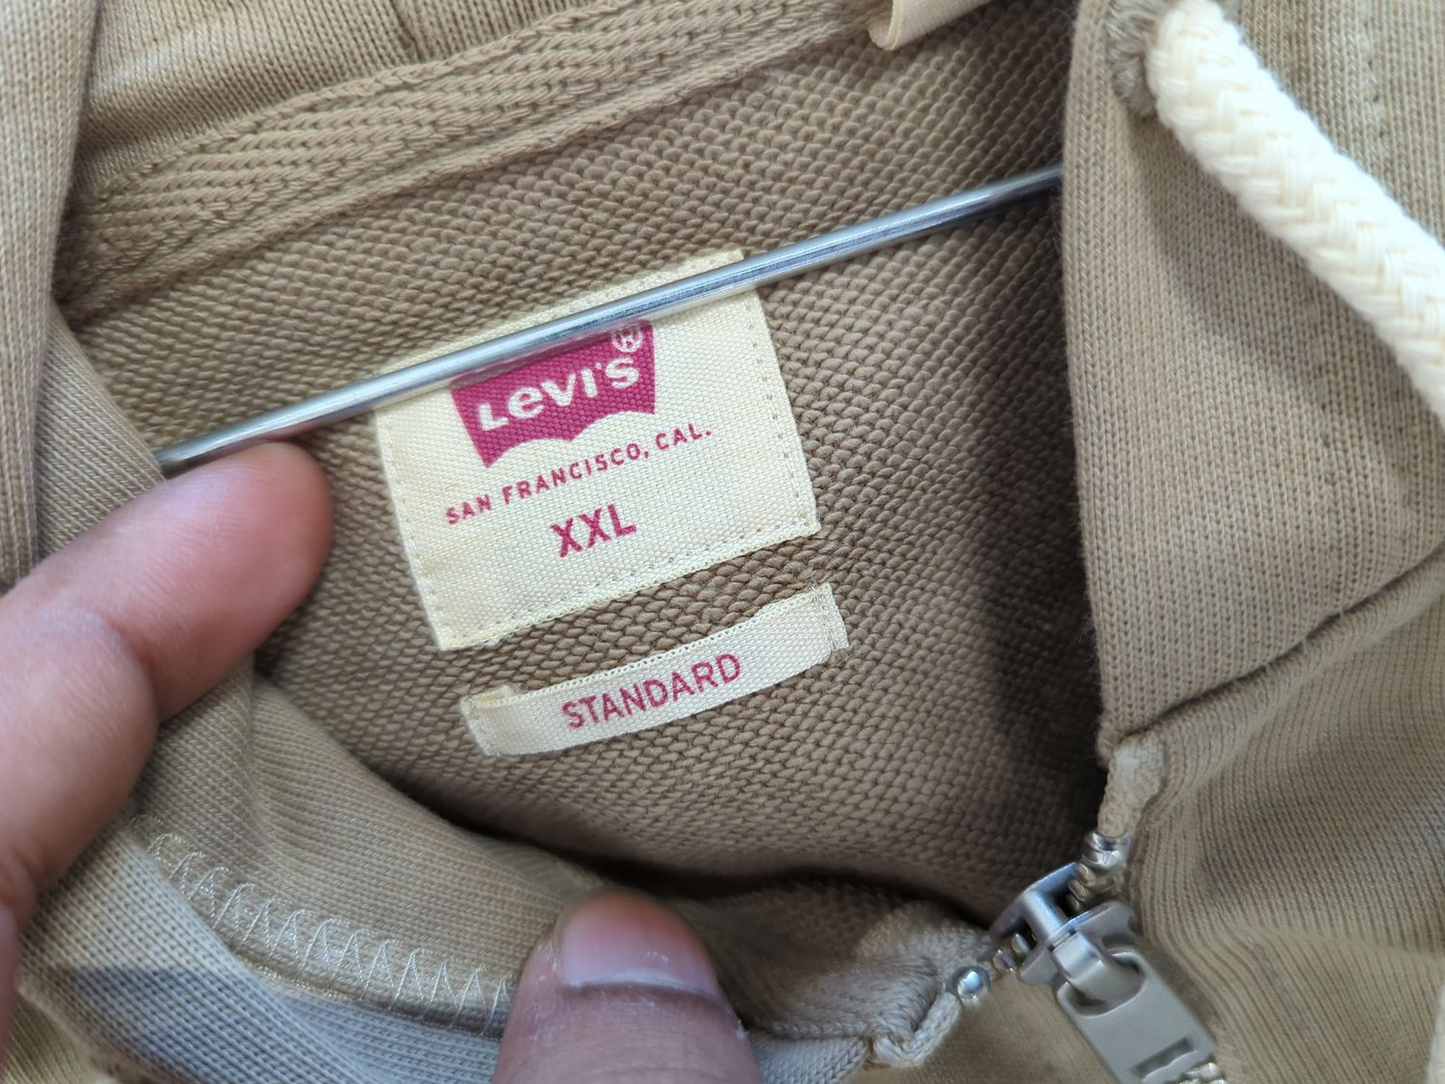 Levi's®
SAN FRANCISCO, CAL.
XXL
STANDARD